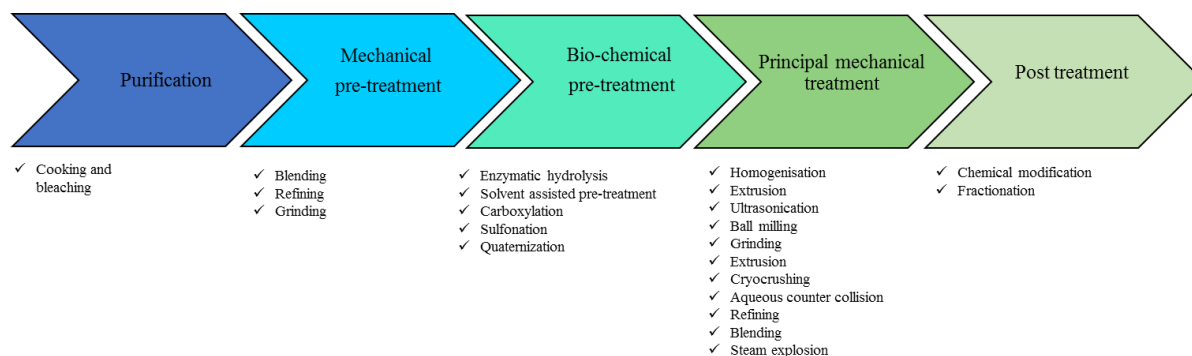 Purification
Mechanical
pre-treatment
Bio-chemical
pre-treatment
Principal mechanical
treatment
Post treatment
✓ Cooking and
bleaching
✓ Blending
✓ Refining
✓ Grinding
✓ Enzymatic hydrolysis
✓ Solvent assisted pre-treatment
✓ Carboxylation
✓ Sulfonation
✓ Quaternization
✓ Homogenisation
✓ Extrusion
✓ Ultrasonication
✓ Ball milling
✓ Grinding
✓ Extrusion
✓ Cryocrushing
✓ Aqueous counter collision
✓ Refining
✓ Blending
✓ Steam explosion
✓ Chemical modification
✓ Fractionation